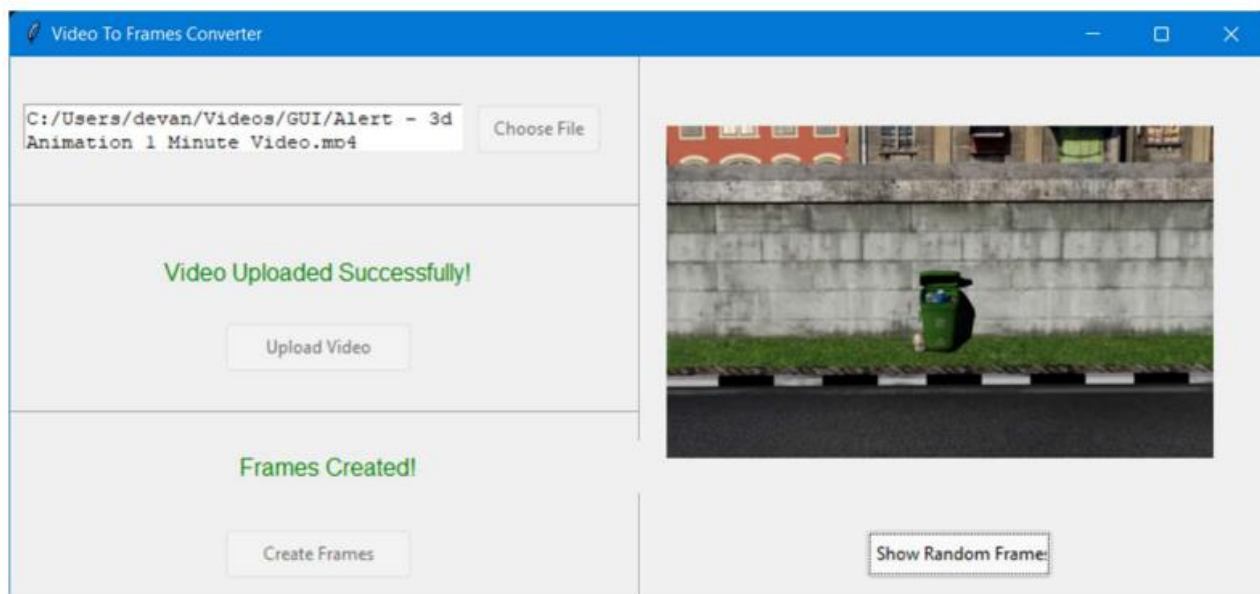 Video To Frames Converter
C:/Users/devan/Videos/GUI/Alert - 3d
Animation 1 Minute Video.mp4
Choose File
Video Uploaded Successfully!
Upload Video
Frames Created!
Create Frames
Show Random Frames